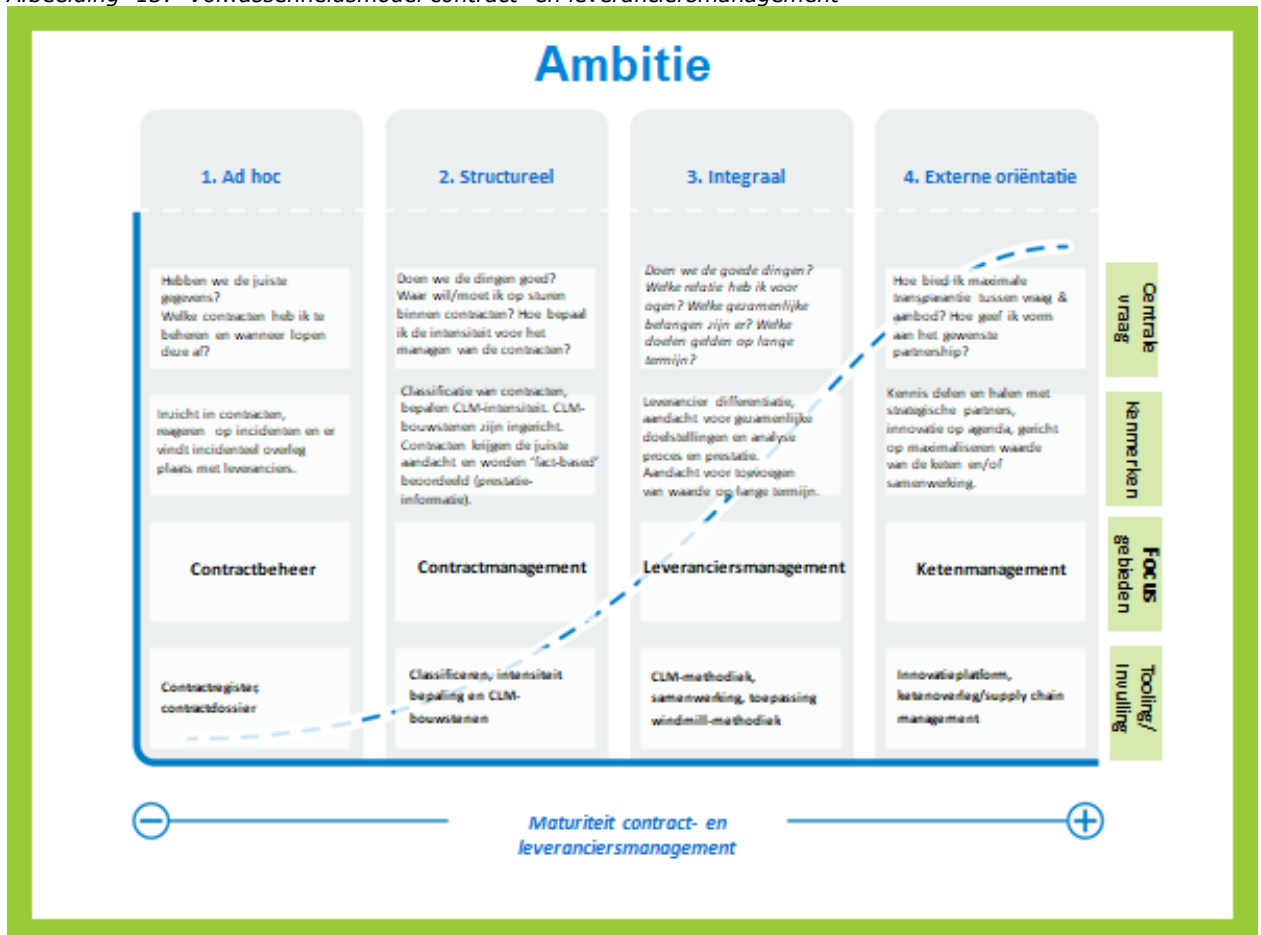 Afbeelding 13: Volwassenheidsmodel contract- en leveranciersmanagement
Ambitie
1. Ad hoc
2. Structureel
3. Integraal
4. Externe oriëntatie
Hebben we de juiste
gegevens?
Welke contracten heb ik te
beheren en wanneer lopen
deze af?
Doen we de dingen goed?
Waar wil/moet ik op sturen
binnen contracten? Hoe bepaal
ik de intensiteit voor het
managen van de contracten?
Doen we de goede dingen?
Welke relatie heb ik voor
ogen? Welke gezamenlijke
belangen zijn er? Welke
doelen gelden op lange
termijn?
Hoe bied ik maximale
transparantie tussen vraag &
aanbod? Hoe geef ik vorm
aan het gewenste
partnership?
Centrale
vraag
Inzicht in contracten,
reageren op incidenten en er
vindt incidenteel overleg
plaats met leveranciers.
Classificatie van contracten,
bepalen CLM-intensiteit. CLM-
bouwstenen zijn ingericht.
Contracten krijgen de juiste
aandacht en worden 'fact-based'
beoordeeld (prestatie-
informatie).
Leverancier differentiatie,
aandacht voor gezamenlijke
doelstellingen en analyse
proces en prestatie.
Aandacht voor toevoegen
van waarde op lange termijn.
Kennis delen en halen met
strategische partners,
innovatie op agenda, gericht
op maximaliseren waarde
van de keten en/of
samenwerking.
Kenmerken
Contractbeheer
Contractmanagement
Leveranciersmanagement
Ketenmanagement
Focus
gebieden
Contractregister,
contractdossier
Classificeren, intensiteit
bepaling en CLM-
bouwstenen
CLM-methodiek,
samenwerking, toepassing
windmill-methodiek
Innovatieplatform,
ketenoverleg/supply chain
management
Tooling/
Invulling
Maturiteit contract- en
leveranciersmanagement